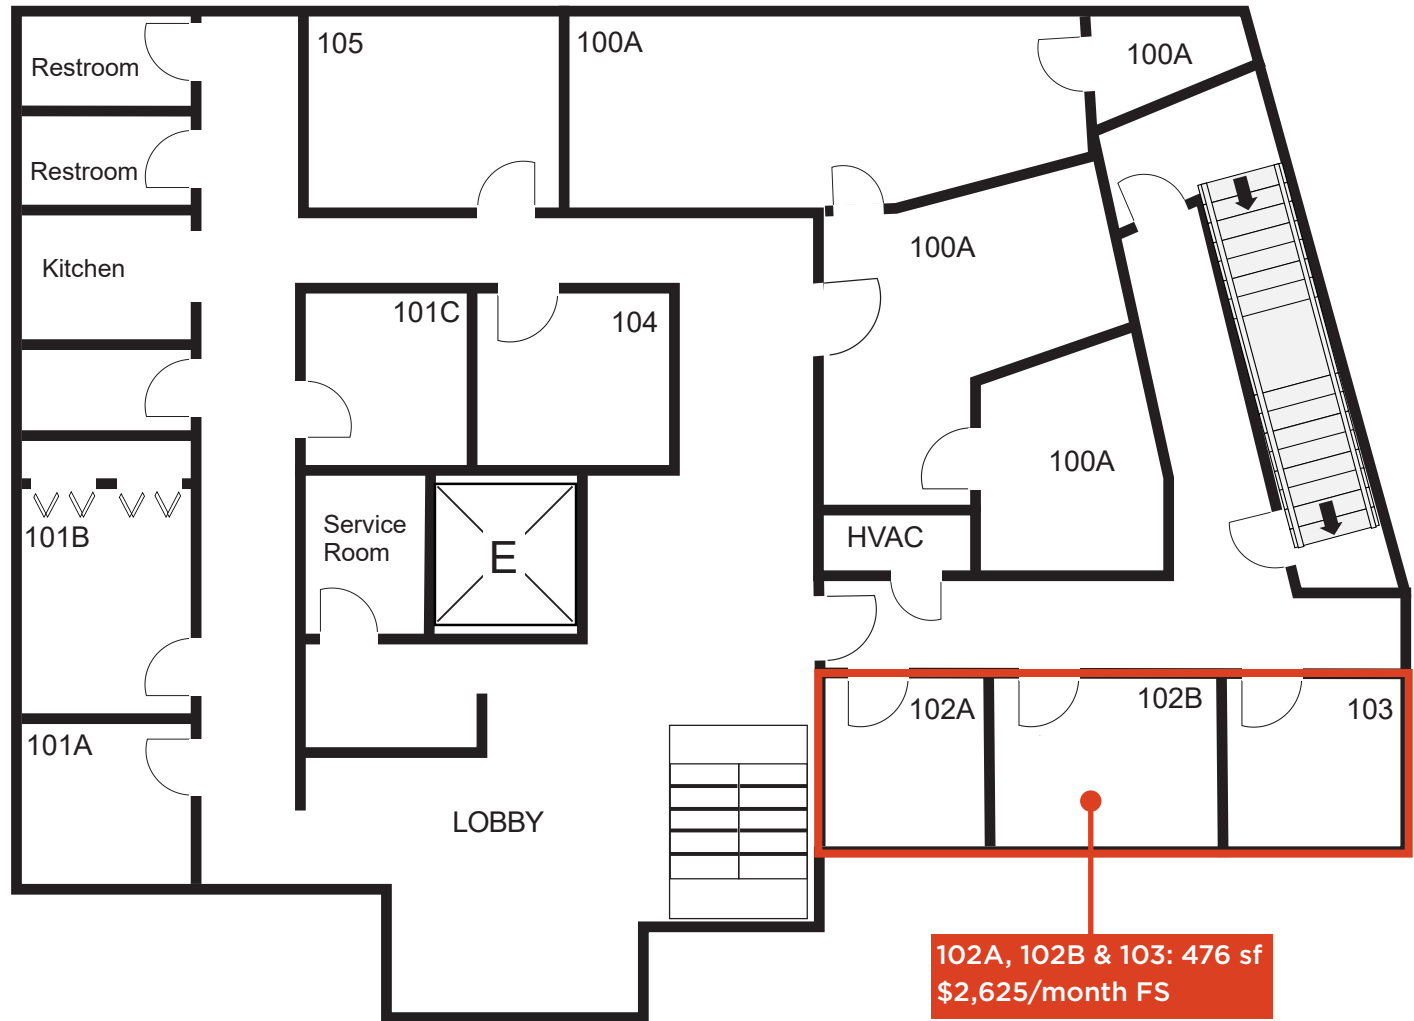 105
100A
100A
Restroom
Restroom
100A
Kitchen
101C
104
100A
Service
Room
E
HVAC
101B
102A
102B
103
101A
LOBBY
102A, 102B & 103: 476 sf
$2,625/month FS